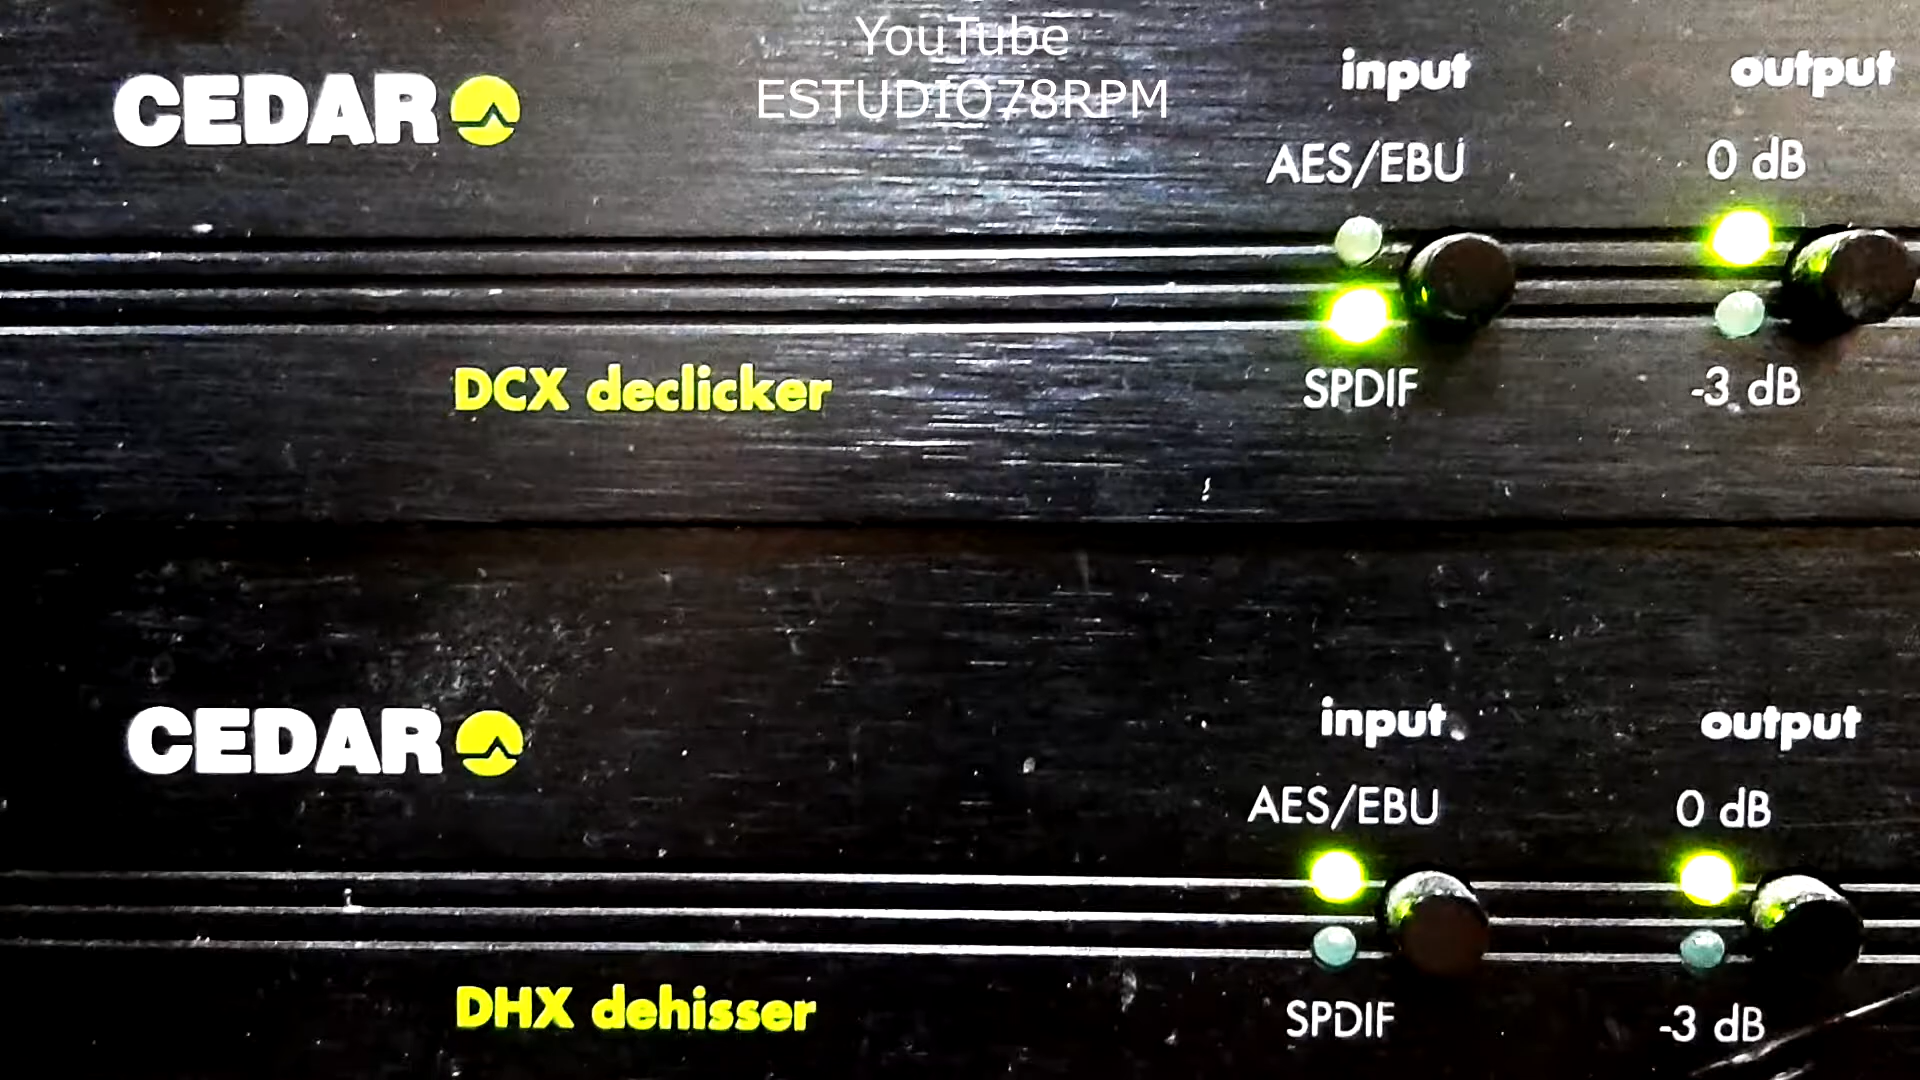 YouTube
ESTUDIO78RPM
CEDAR
input
output
AES/EBU
0 dB
SPDIF
-3 dB
DCX declicker
CEDAR
input
output
AES/EBU
0 dB
SPDIF
-3 dB
DHX dehisser